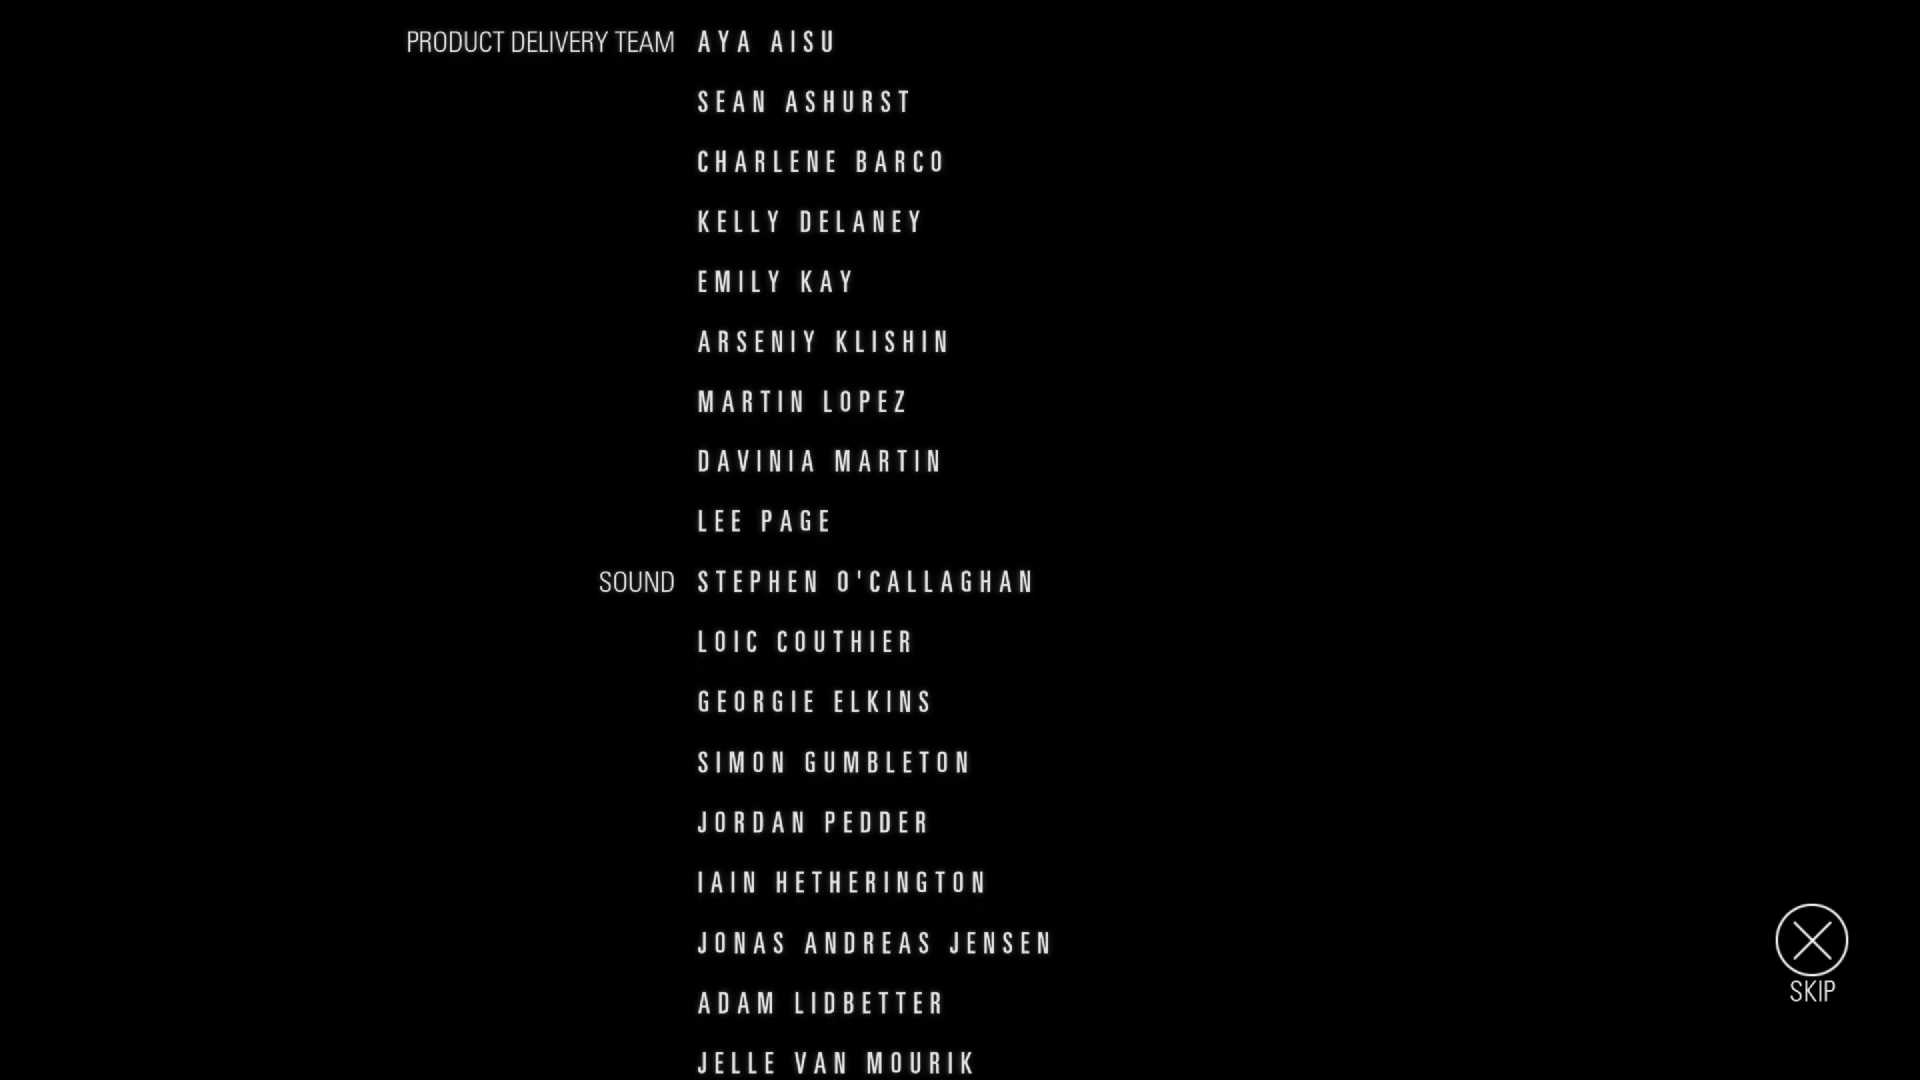 PRODUCT DELIVERY TEAM AYA AISU
SEAN ASHURST
CHARLENE BARCO
KELLY DELANEY
EMILY KAY
ARSENIY KLISHIN
MARTIN LOPEZ
DAVINIA MARTIN
LEE PAGE
SOUND STEPHEN O'CALLAGHAN
LOIC COUTHIER
GEORGIE ELKINS
SIMON GUMBLETON
JORDAN PEDDER
IAIN HETHERINGTON
JONAS ANDREAS JENSEN
ADAM LIDBETTER
SKIP
JELLE VAN MOURIK